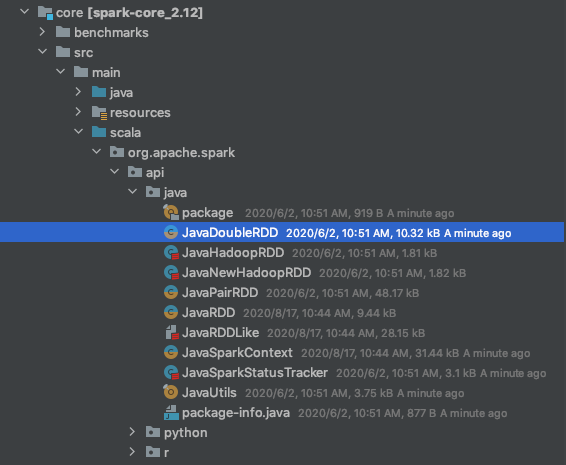 core [spark-core_2.12]
benchmarks
src
main
java
resources
scala
org.apache.spark
api
java
package 2020/6/2, 10:51 AM, 919 B A minute ago
JavaDoubleRDD 2020/6/2, 10:51 AM, 10.32 kB A minute ago
JavaHadoopRDD 2020/6/2, 10:51 AM, 1.81 kB
JavaNewHadoopRDD 2020/6/2, 10:51 AM, 1.82 kB
JavaPairRDD 2020/6/2, 10:51 AM, 48.17 kB
JavaRDD 2020/8/17, 10:44 AM, 9.44 kB
JavaRDDLike 2020/8/17, 10:44 AM, 28.15 kB
JavaSparkContext 2020/8/17, 10:44 AM, 31.44 kB A minute ago
JavaSparkStatusTracker 2020/6/2, 10:51 AM, 3.1 kB A minute ago
JavaUtils 2020/6/2, 10:51 AM, 3.75 kB A minute ago
package-info.java 2020/6/2, 10:51 AM, 877 B A minute ago
python
r